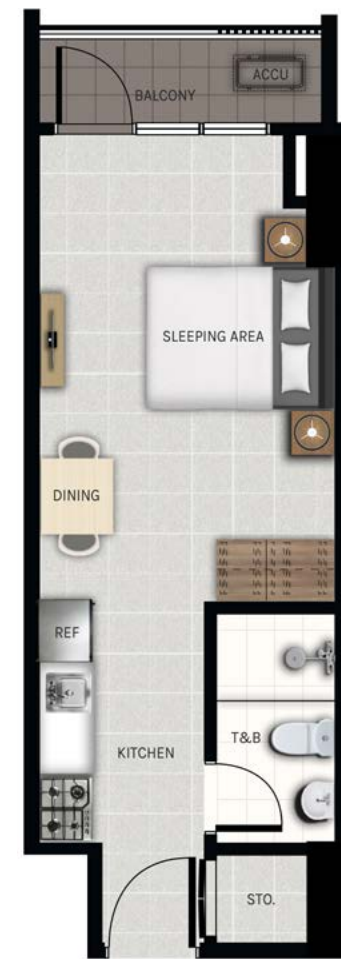 ACCU
BALCONY
SLEEPING AREA
DINING
REF
T&B
KITCHEN
STO.